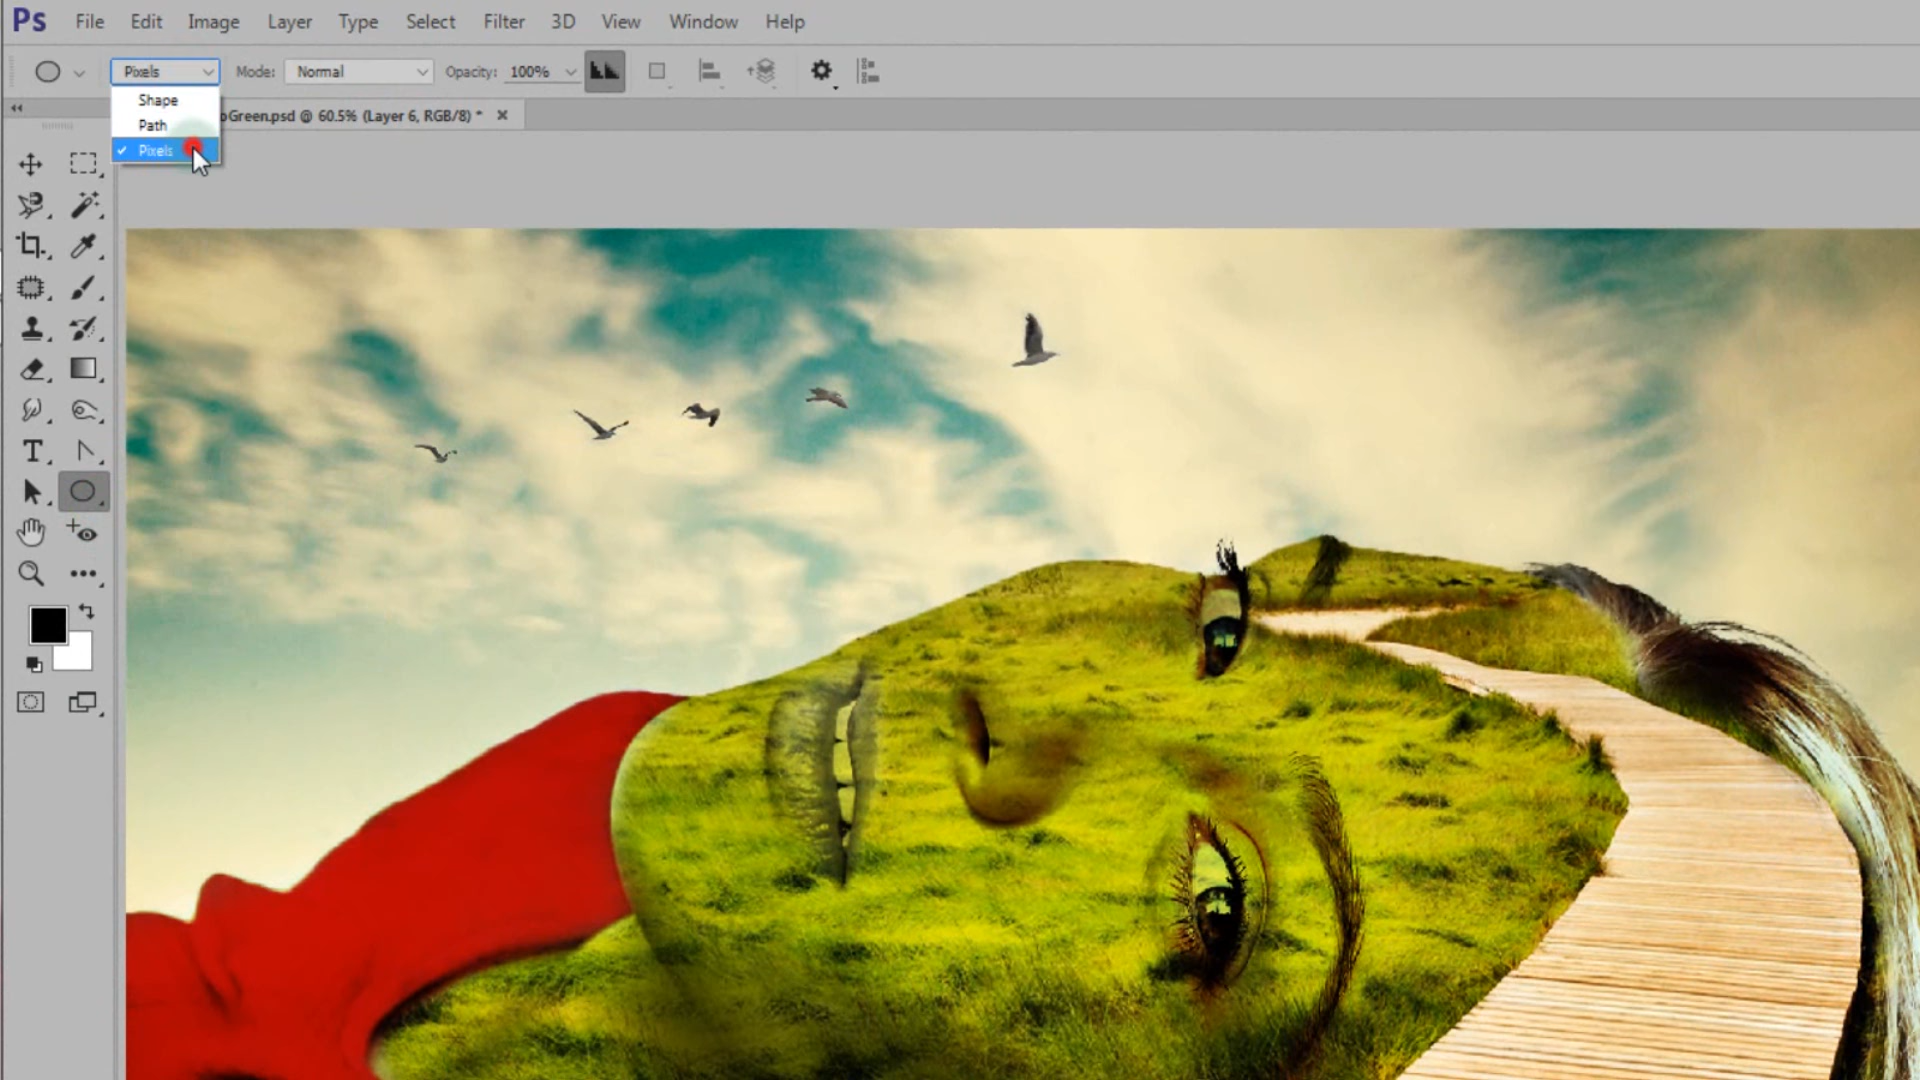 Ps File Edit Image Layer Type Select Filter 3D View Window Help
Pixels Mode: Normal Opacity: 100%
Shape
Path
Pixels
oGreen.psd @ 60.5% (Layer 6, RGB/8) *
T